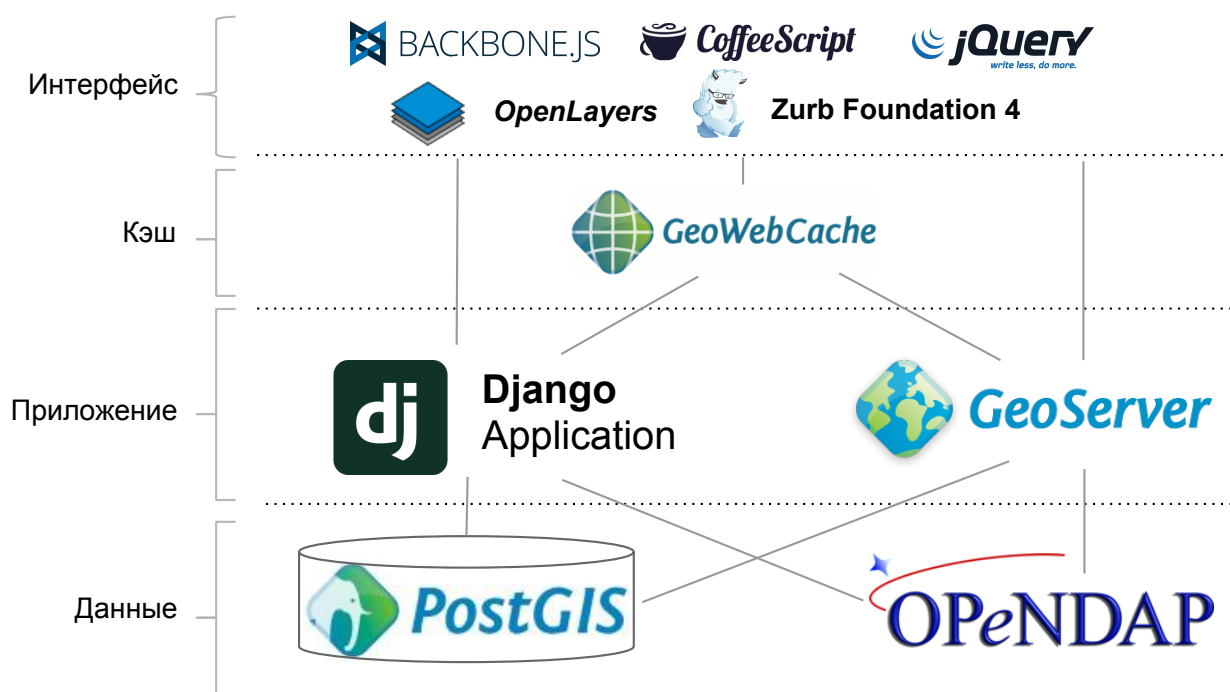 Интерфейс
BACKBONE.JS
CoffeeScript
jQuery
write less, do more.
OpenLayers
Zurb Foundation 4
Кэш
GeoWebCache
Приложение
dj
Django
Application
GeoServer
Данные
PostGIS
OPeNDAP